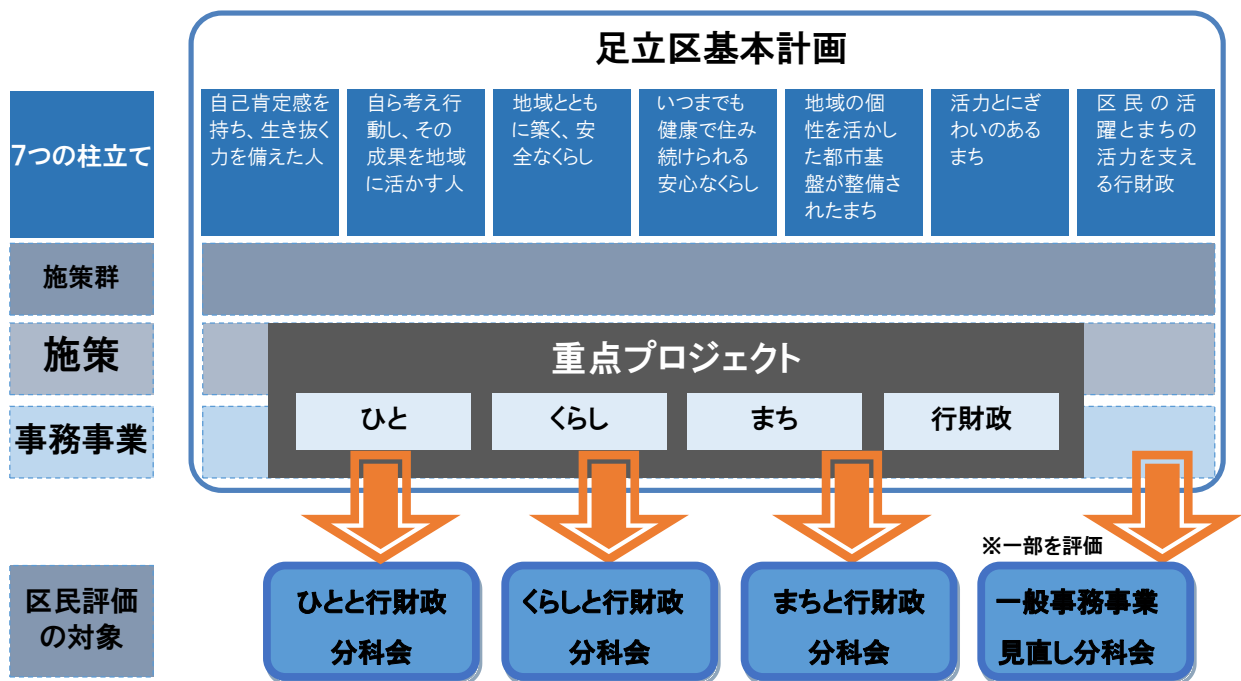 足立区基本計画
7つの柱立て
自己肯定感を
持ち、生き抜く
力を備えた人
自ら考え行
動し、その
成果を地域
に活かす人
地域ととも
に築く、安
全なくらし
いつまでも
健康で住み
続けられる
安心なくらし
地域の個
性を活かし
た都市基
盤が整備さ
れたまち
活力とにぎ
わいのある
まち
区民の活
躍とまちの
活力を支え
る行財政
施策群
施策
重点プロジェクト
事務事業
ひと
くらし
まち
行財政
※一部を評価
区民評価
の対象
ひとと行財政
分科会
くらしと行財政
分科会
まちと行財政
分科会
一般事務事業
見直し分科会